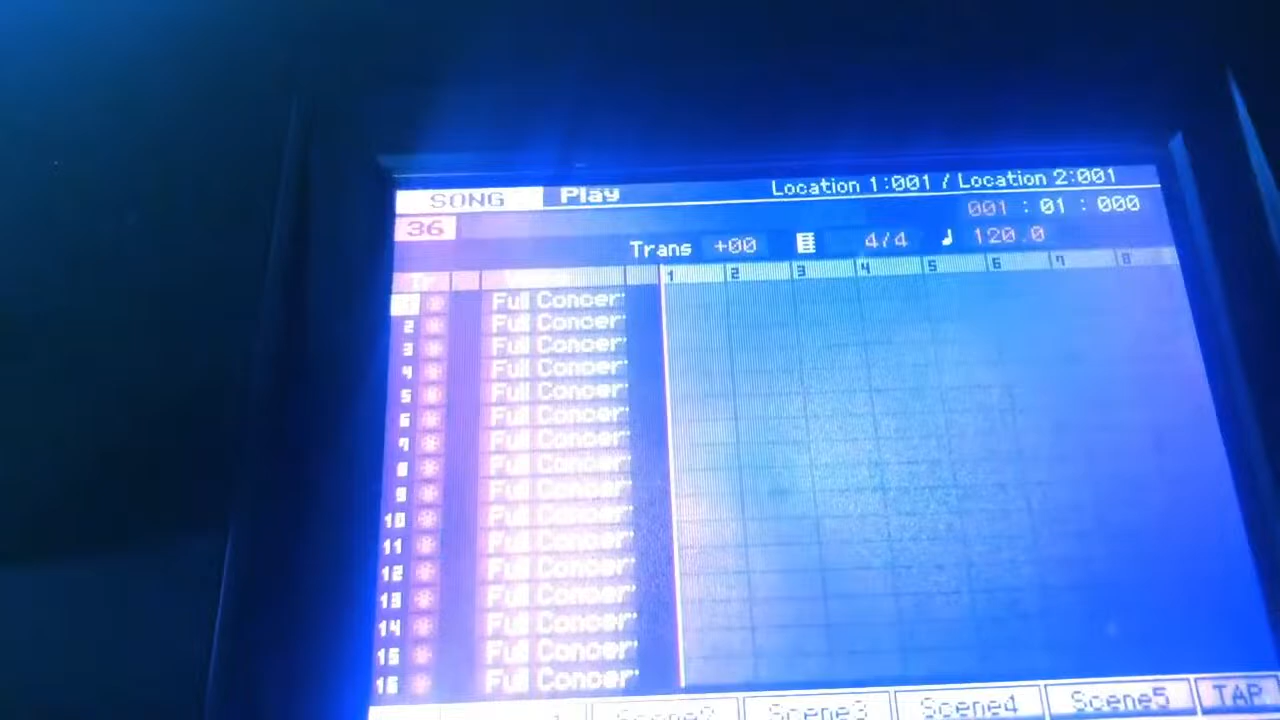 SONG Play Location 1:001 / Location 2:001
36 001 : 01 : 000
Trans +00 4/4 ♩ 120.0
1 2 3 4 5 6 7 8
1 Full Concer
2 Full Concer
3 Full Concer
4 Full Concer
5 Full Concer
6 Full Concer
7 Full Concer
8 Full Concer
9 Full Concer
10 Full Concer
11 Full Concer
12 Full Concer
13 Full Concer
14 Full Concer
15 Full Concer
16 Full Concer
1 Scene2 Scene3 Scene4 Scene5 TAP